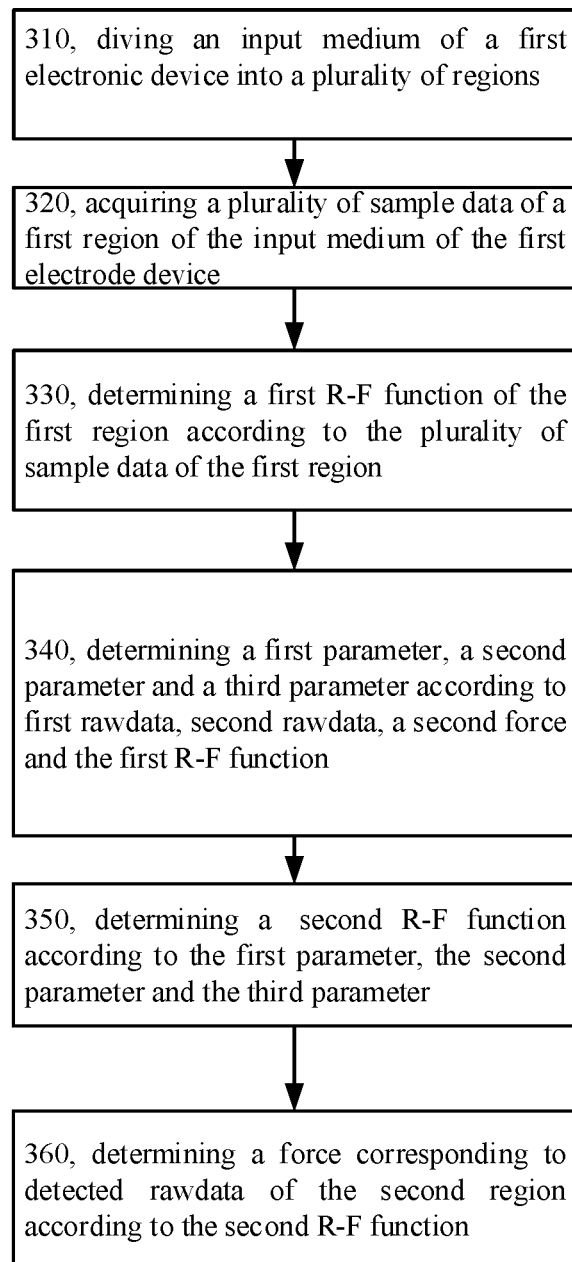 310, diving an input medium of a first
electronic device into a plurality of regions
320, acquiring a plurality of sample data of a
first region of the input medium of the first
electrode device
330, determining a first R-F function of the
first region according to the plurality of
sample data of the first region
340, determining a first parameter, a second
parameter and a third parameter according to
first rawdata, second rawdata, a second force
and the first R-F function
350, determining a second R-F function
according to the first parameter, the second
parameter and the third parameter
360, determining a force corresponding to
detected rawdata of the second region
according to the second R-F function